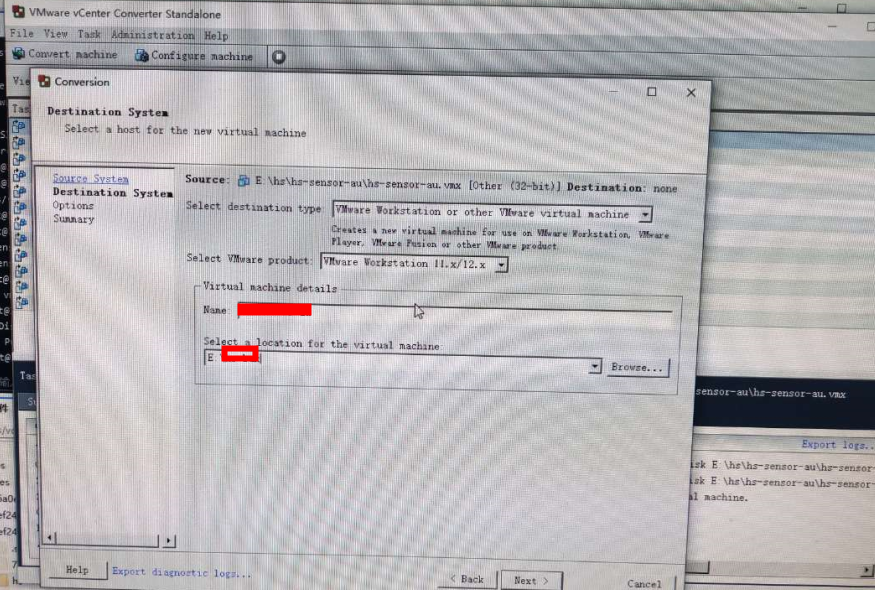 VMware vCenter Converter Standalone
File View Task Administration Help
Convert machine Configure machine
Vie
Conversion
Tas
Destination System
Select a host for the new virtual machine
Source System
Destination System
Options
Summary
Source: E:\hs\hs-sensor-au\hs-sensor-au.vmx [Other (32-bit)] Destination: none
Select destination type: VMware Workstation or other VMware virtual machine
Creates a new virtual machine for use on VMware Workstation, VMware
Player, VMware Fusion or other VMware product.
Select VMware product: VMware Workstation 11.x/12.x
Virtual machine details
Name:
Select a location for the virtual machine
E:\
Browse...
Tas
sensor-au\hs-sensor-au.vmx
Export logs..
isk E:\hs\hs-sensor-au\hs-sensor-
isk E:\hs\hs-sensor-au\hs-sensor-
al machine.
Help Export diagnostic logs... < Back Next > Cancel